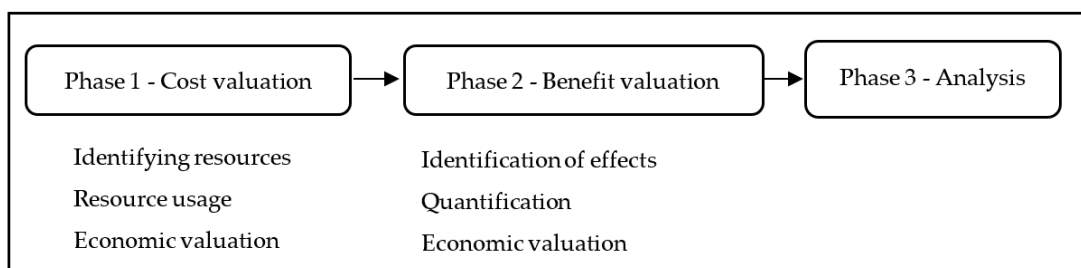 Phase 1 - Cost valuation
Identifying resources
Resource usage
Economic valuation
Phase 2 - Benefit valuation
Identification of effects
Quantification
Economic valuation
Phase 3 - Analysis